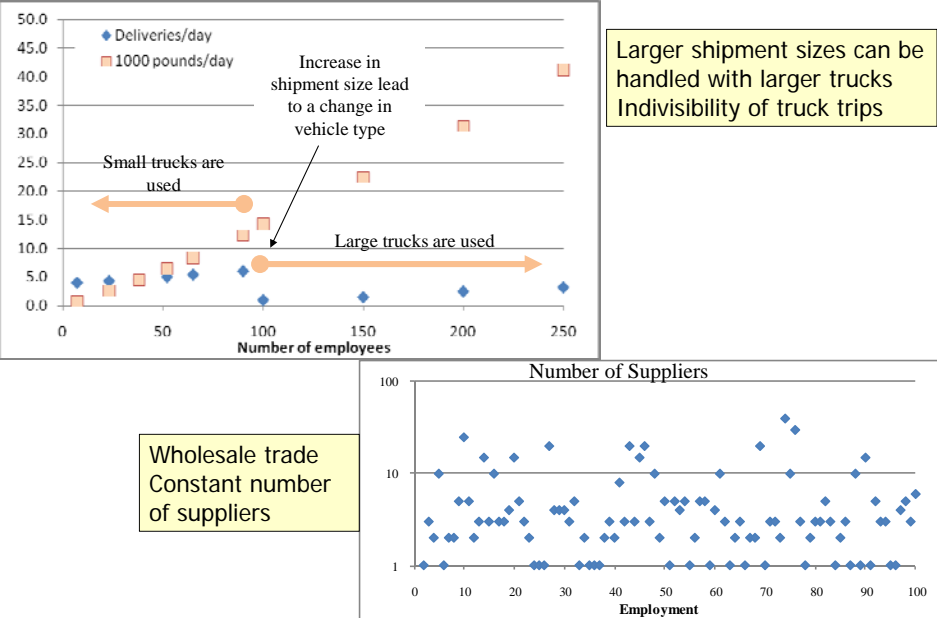 50.0
45.0
40.0
35.0
30.0
25.0
20.0
15.0
10.0
5.0
0.0
Deliveries/day
1000 pounds/day
Increase in
shipment size lead
to a change in
vehicle type
Small trucks are
used
Large trucks are used
0 50 100 150 200 250
Number of employees
Larger shipment sizes can be
handled with larger trucks
Indivisibility of truck trips
Wholesale trade
Constant number
of suppliers
Number of Suppliers
100
10
1
0 10 20 30 40 50 60 70 80 90 100
Employment